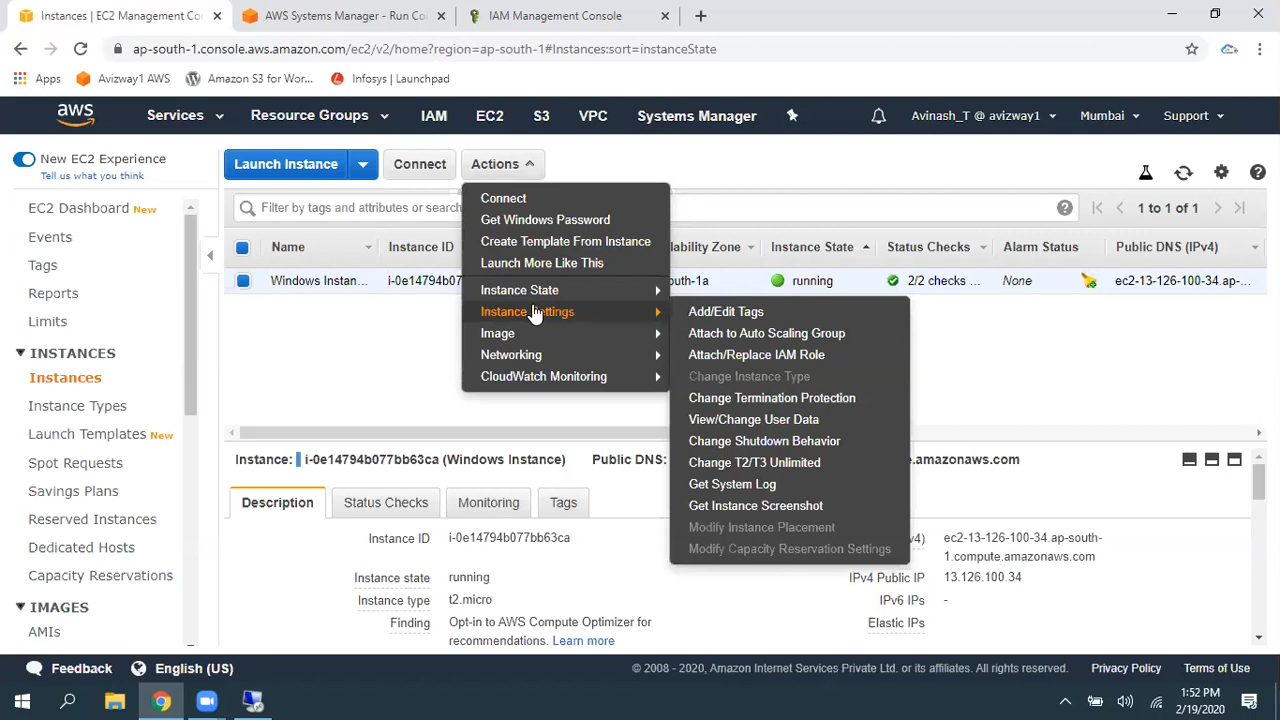 Instances | EC2 Management Co
AWS Systems Manager - Run Co
IAM Management Console
ap-south-1.console.aws.amazon.com/ec2/v2/home?region=ap-south-1#Instances:sort=instanceState
Apps
Avizway1 AWS
Amazon S3 for Wor...
Infosys | Launchpad
aws
Services
Resource Groups
IAM
EC2
S3
VPC
Systems Manager
Avinash_T @ avizway1
Mumbai
Support
New EC2 Experience
Tell us what you think
EC2 Dashboard New
Events
Tags
Reports
Limits
INSTANCES
Instances
Instance Types
Launch Templates New
Spot Requests
Savings Plans
Reserved Instances
Dedicated Hosts
Capacity Reservations
IMAGES
AMIs
Launch Instance
Connect
Actions
Filter by tags and attributes or search
1 to 1 of 1
Name
Instance ID
lability Zone
Instance State
Status Checks
Alarm Status
Public DNS (IPv4)
Windows Instan...
i-0e14794b077bb63ca
outh-1a
running
2/2 checks ...
None
ec2-13-126-100-34.ap-...
Connect
Get Windows Password
Create Template From Instance
Launch More Like This
Instance State
Instance Settings
Image
Networking
CloudWatch Monitoring
Add/Edit Tags
Attach to Auto Scaling Group
Attach/Replace IAM Role
Change Instance Type
Change Termination Protection
View/Change User Data
Change Shutdown Behavior
Change T2/T3 Unlimited
Get System Log
Get Instance Screenshot
Modify Instance Placement
Modify Capacity Reservation Settings
Instance: i-0e14794b077bb63ca (Windows Instance)
Public DNS:
e.amazonaws.com
Description
Status Checks
Monitoring
Tags
Instance ID
i-0e14794b077bb63ca
v4)
ec2-13-126-100-34.ap-south-
1.compute.amazonaws.com
Instance state
running
IPv4 Public IP
13.126.100.34
Instance type
t2.micro
IPv6 IPs
-
Finding
Opt-in to AWS Compute Optimizer for
recommendations. Learn more
Elastic IPs
Feedback
English (US)
© 2008 - 2020, Amazon Internet Services Private Ltd. or its affiliates. All rights reserved.
Privacy Policy
Terms of Use
1:52 PM
2/19/2020